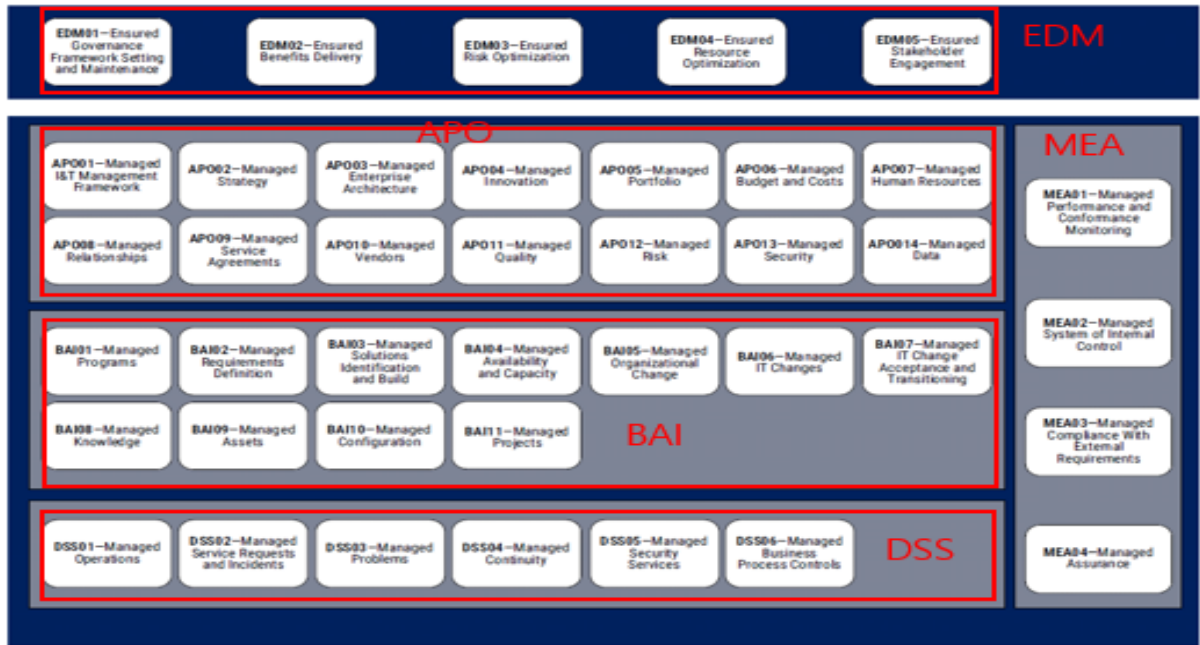 EDM01—Ensured
Governance
Framework Setting
and Maintenance
EDM02—Ensured
Benefits Delivery
EDM03—Ensured
Risk Optimization
EDM04—Ensured
Resource
Optimization
EDM05—Ensured
Stakeholder
Engagement
EDM
APO
APO01—Managed
I&T Management
Framework
APO02—Managed
Strategy
APO03—Managed
Enterprise
Architecture
APO04—Managed
Innovation
APO05—Managed
Portfolio
APO06—Managed
Budget and Costs
APO07—Managed
Human Resources
APO08—Managed
Relationships
APO09—Managed
Service
Agreements
APO10—Managed
Vendors
APO11—Managed
Quality
APO12—Managed
Risk
APO13—Managed
Security
APO014—Managed
Data
BAI01—Managed
Programs
BAI02—Managed
Requirements
Definition
BAI03—Managed
Solutions
Identification
and Build
BAI04—Managed
Availability
and Capacity
BAI05—Managed
Organizational
Change
BAI06—Managed
IT Changes
BAI07—Managed
IT Change
Acceptance and
Transitioning
BAI08—Managed
Knowledge
BAI09—Managed
Assets
BAI10—Managed
Configuration
BAI11—Managed
Projects
BAI
DSS01—Managed
Operations
DSS02—Managed
Service Requests
and Incidents
DSS03—Managed
Problems
DSS04—Managed
Continuity
DSS05—Managed
Security
Services
DSS06—Managed
Business
Process Controls
DSS
MEA
MEA01—Managed
Performance and
Conformance
Monitoring
MEA02—Managed
System of Internal
Control
MEA03—Managed
Compliance With
External
Requirements
MEA04—Managed
Assurance